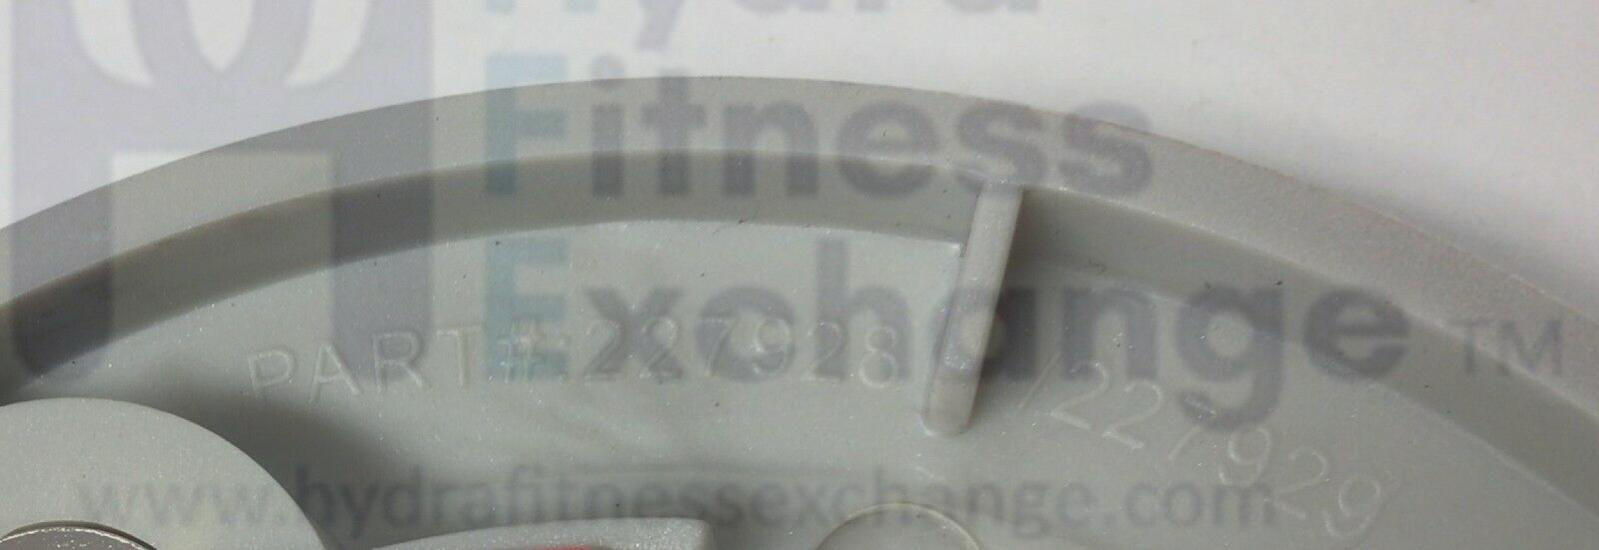 Hydra
Fitness
Exchange TM
PART#:227928 /227929
www.hydrafitnessexchange.com